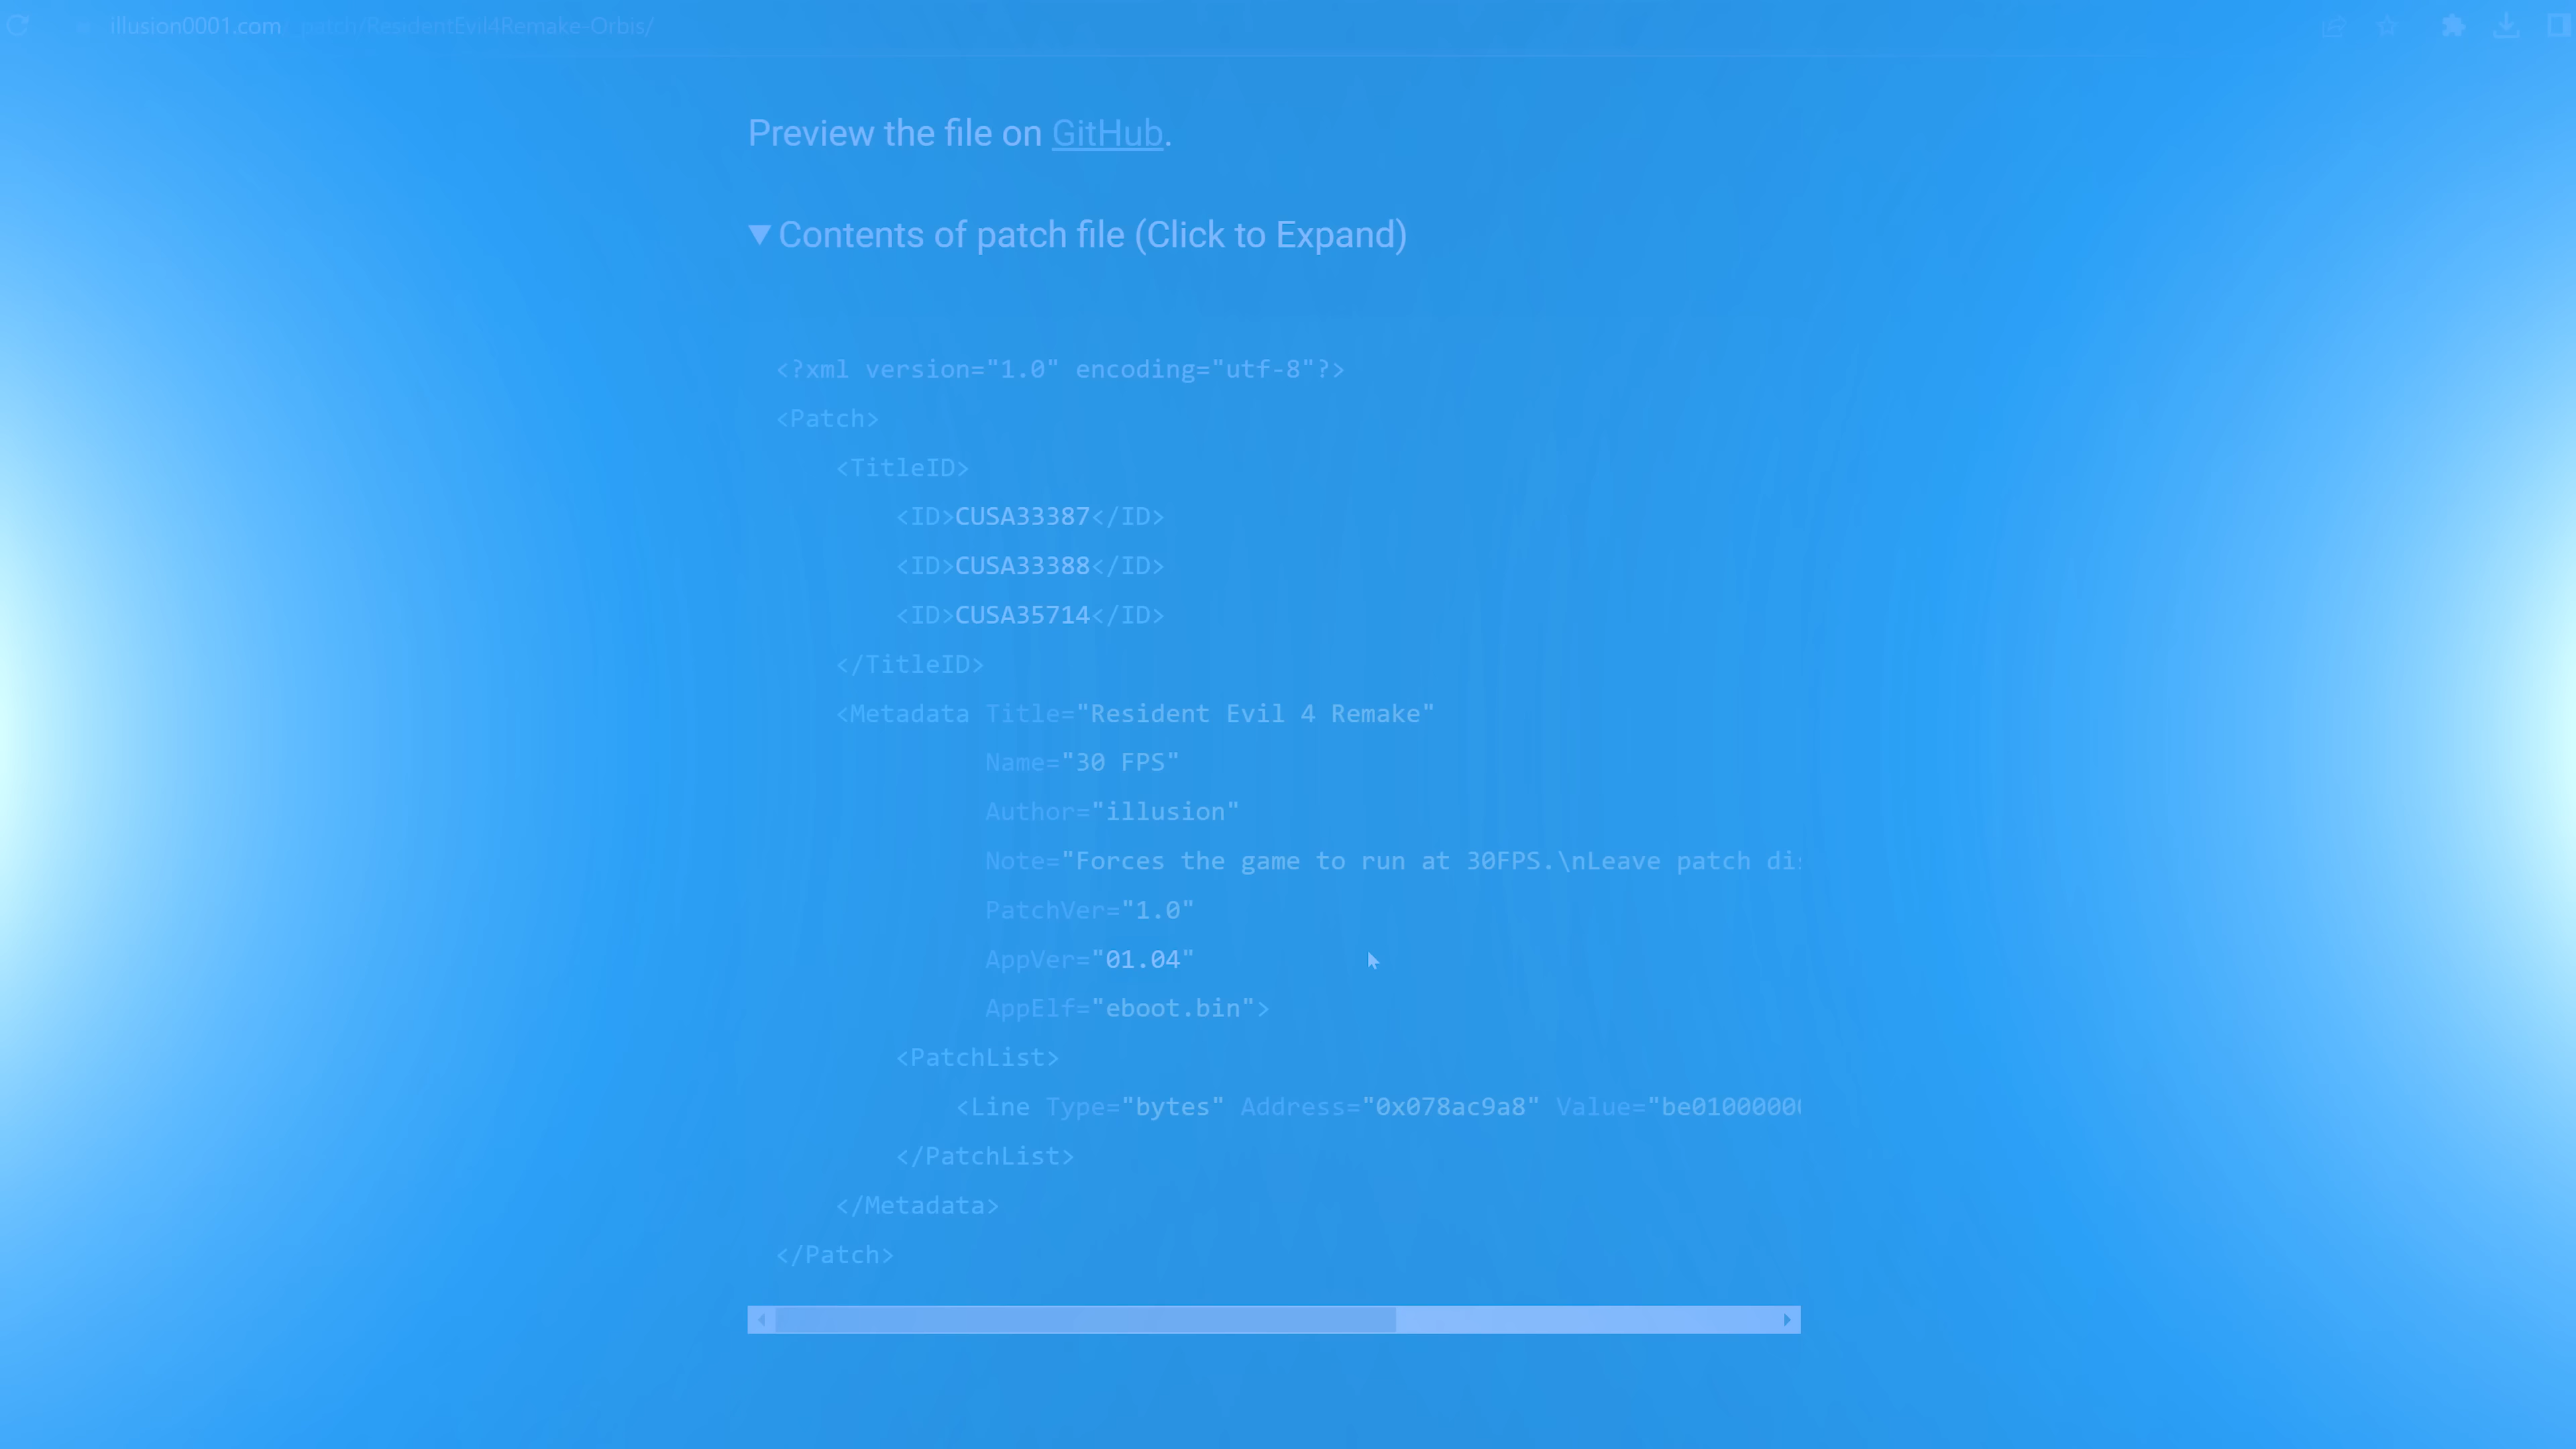 illusion0001.com patch/ResidentEvil4Remake-Orbis/
Preview the file on GitHub.
▼ Contents of patch file (Click to Expand)
<?xml version="1.0" encoding="utf-8"?>
<Patch>
<TitleID>
<ID>CUSA33387</ID>
<ID>CUSA33388</ID>
<ID>CUSA35714</ID>
</TitleID>
<Metadata Title="Resident Evil 4 Remake"
Name="30 FPS"
Author="illusion"
Note="Forces the game to run at 30FPS.\nLeave patch dis
PatchVer="1.0"
AppVer="01.04"
AppElf="eboot.bin">
<PatchList>
<Line Type="bytes" Address="0x078ac9a8" Value="be01000000
</PatchList>
</Metadata>
</Patch>